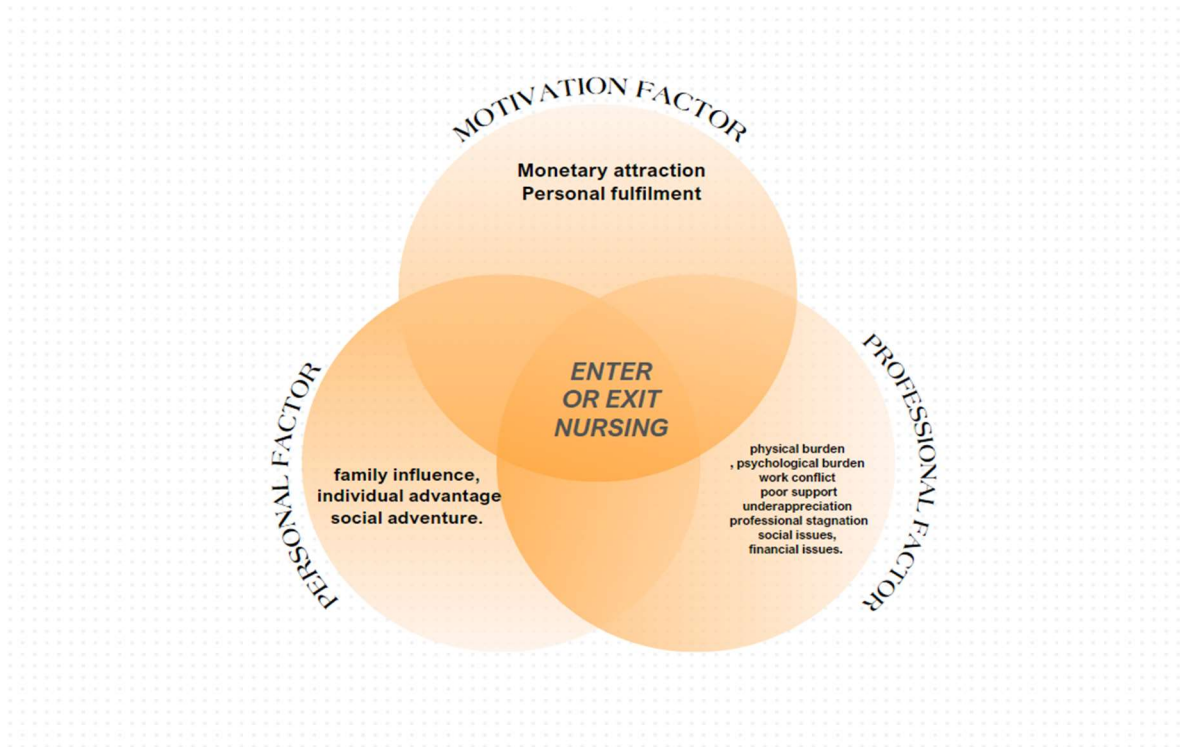 MOTIVATION FACTOR
Monetary attraction
Personal fulfilment
ENTER
OR EXIT
NURSING
PERSONAL FACTOR
family influence,
individual advantage
social adventure.
PROFESSIONAL FACTOR
physical burden
, psychological burden
work conflict
poor support
underappreciation
professional stagnation
social issues,
financial issues.